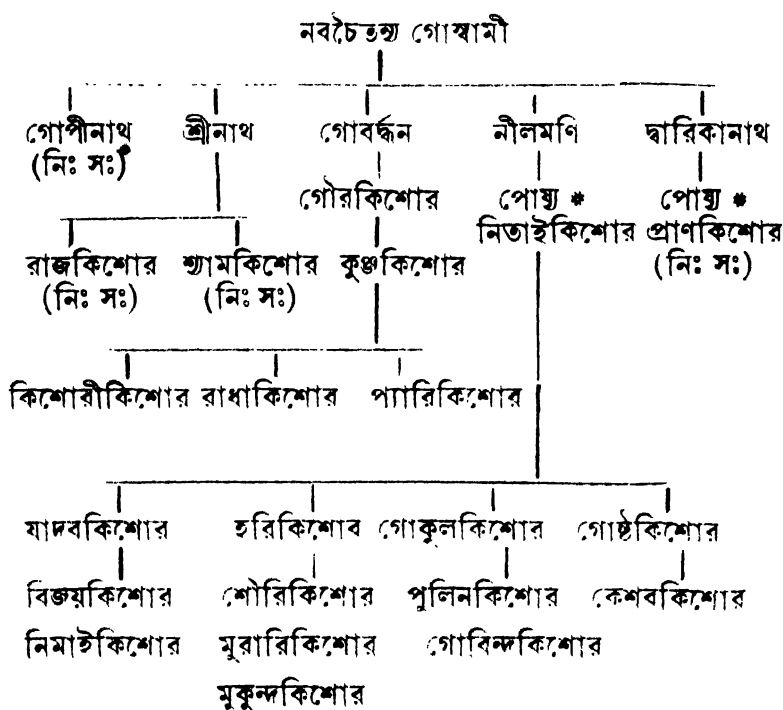 নবচৈতন্য গোস্বামী
গোপীনাথ শ্রীনাথ গোবর্দ্ধন নীলমণি দ্বারিকানাথ
(নিঃ সঃ)
গৌরকিশোর পোষ্য * পোষ্য *
নিতাইকিশোর প্রাণকিশোর
রাজকিশোর শ্যামকিশোর কুঞ্জকিশোর (নিঃ সঃ)
(নিঃ সঃ) (নিঃ সঃ)
কিশোরীকিশোর রাধাকিশোর প্যারিকিশোর
যাদবকিশোর হরিকিশোর গোকুলকিশোর গোষ্ঠকিশোর
বিজয়কিশোর শৌরিকিশোর পুলিনকিশোর কেশবকিশোর
নিমাইকিশোর মুরারিকিশোর গোবিন্দকিশোর
মুকুন্দকিশোর